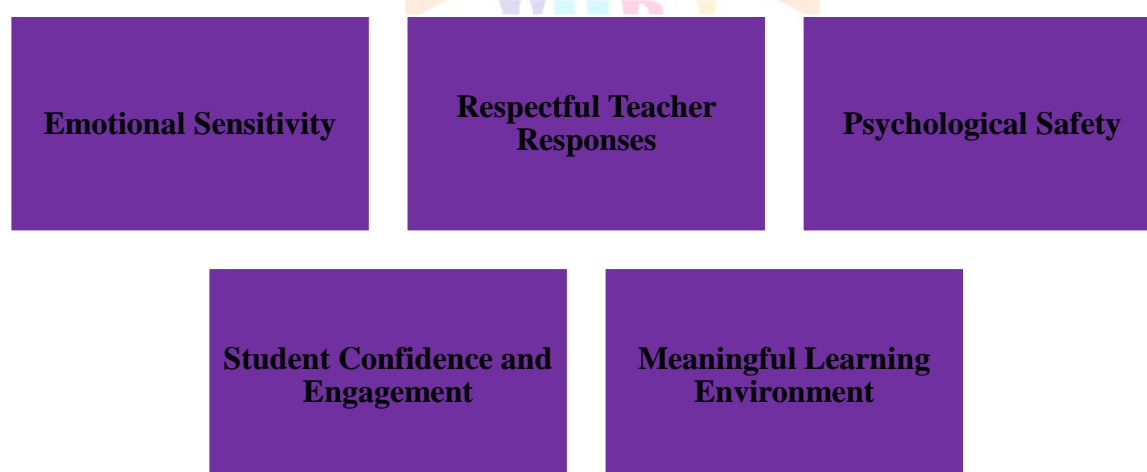 Emotional Sensitivity
Respectful Teacher
Responses
Psychological Safety
Student Confidence and
Engagement
Meaningful Learning
Environment